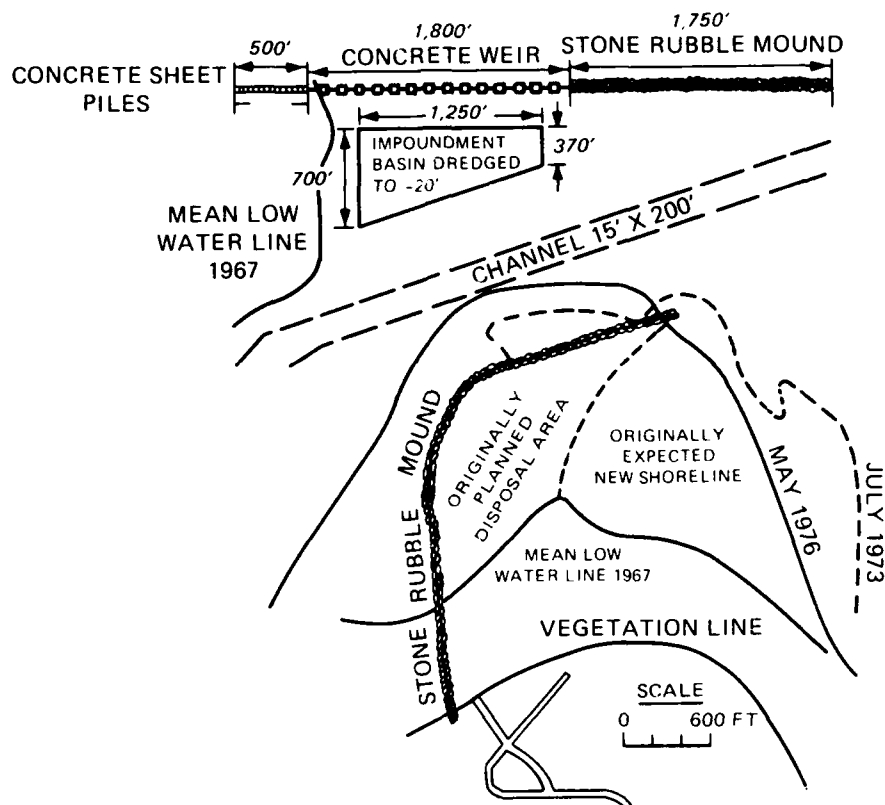 500'
1,800'
CONCRETE WEIR
1,750'
STONE RUBBLE MOUND
CONCRETE SHEET
PILES
1,250'
IMPOUNDMENT
BASIN DREDGED
TO -20'
370'
700'
MEAN LOW
WATER LINE
1967
CHANNEL 15' X 200'
STONE RUBBLE MOUND
ORIGINALLY
PLANNED
DISPOSAL AREA
ORIGINALLY
EXPECTED
NEW SHORELINE
MAY 1976
JULY 1973
MEAN LOW
WATER LINE 1967
VEGETATION LINE
SCALE
0 600 FT